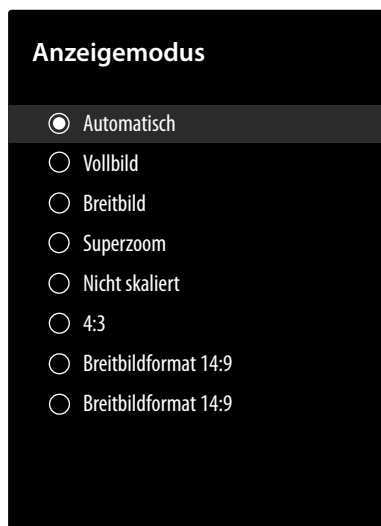 Anzeigemodus
Automatisch
Vollbild
Breitbild
Superzoom
Nicht skaliert
4:3
Breitbildformat 14:9
Breitbildformat 14:9